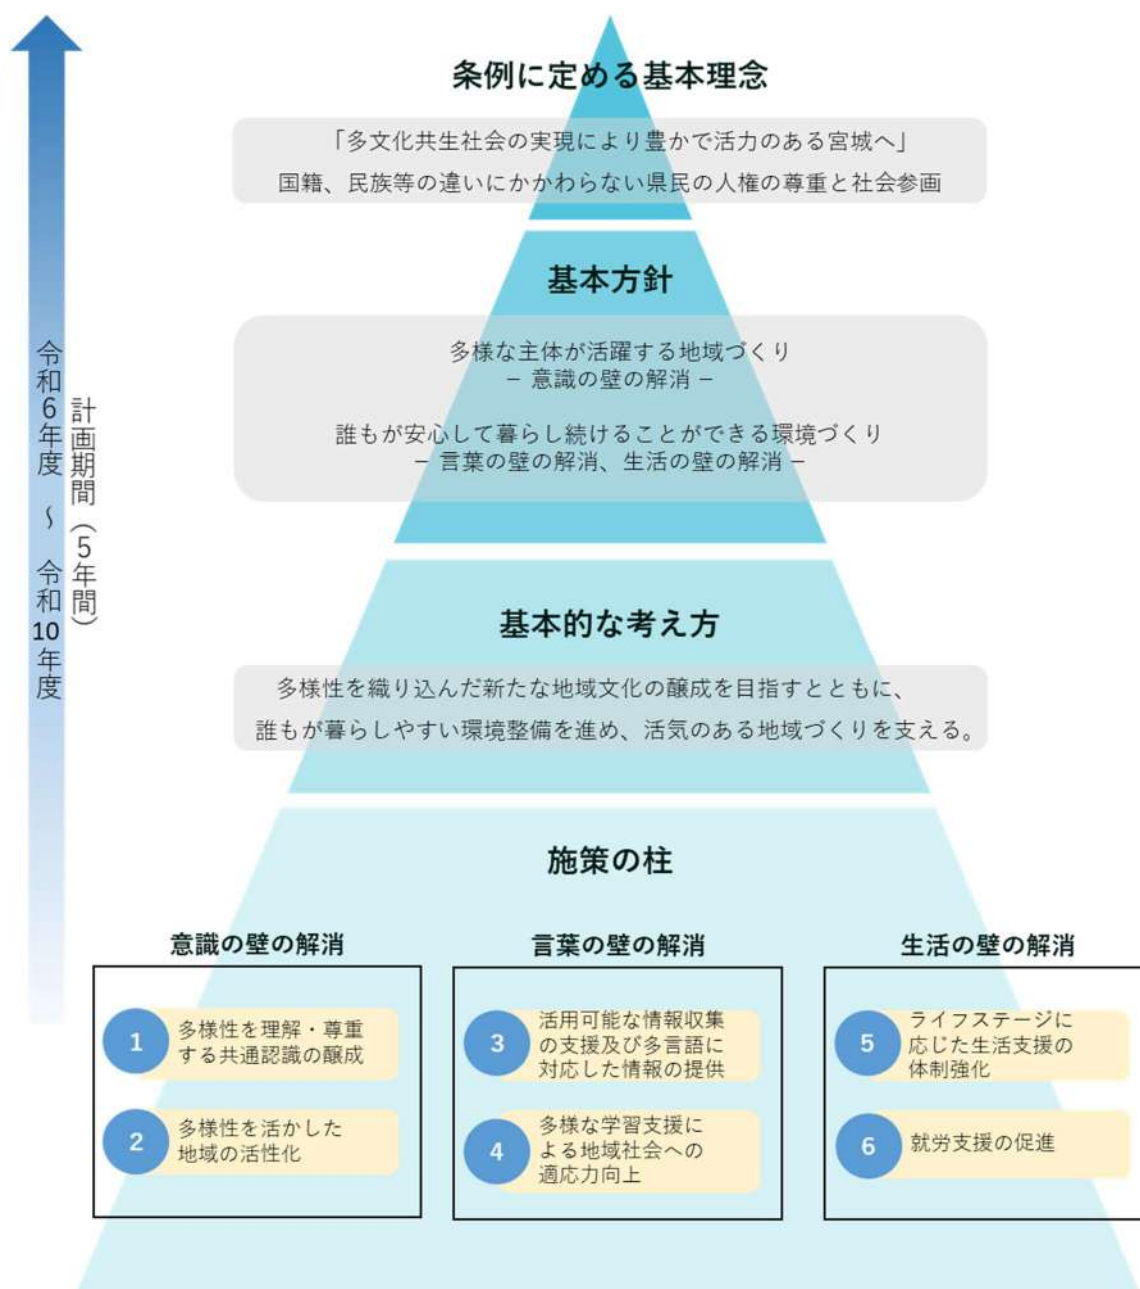 条例に定める基本理念
「多文化共生社会の実現により豊かで活力のある宮城へ」
国籍、民族等の違いにかかわらない県民の人権の尊重と社会参画
基本方針
多様な主体が活躍する地域づくり
− 意識の壁の解消 −
誰もが安心して暮らし続けることができる環境づくり
− 言葉の壁の解消、生活の壁の解消 −
計画期間（5年間）
令和6年度 ～ 令和10年度
基本的な考え方
多様性を織り込んだ新たな地域文化の醸成を目指すとともに、
誰もが暮らしやすい環境整備を進め、活気のある地域づくりを支える。
施策の柱
意識の壁の解消
1
多様性を理解・尊重
する共通認識の醸成
2
多様性を活かした
地域の活性化
言葉の壁の解消
3
活用可能な情報収集
の支援及び多言語に
対応した情報の提供
4
多様な学習支援に
よる地域社会への
適応力向上
生活の壁の解消
5
ライフステージに
応じた生活支援の
体制強化
6
就労支援の促進